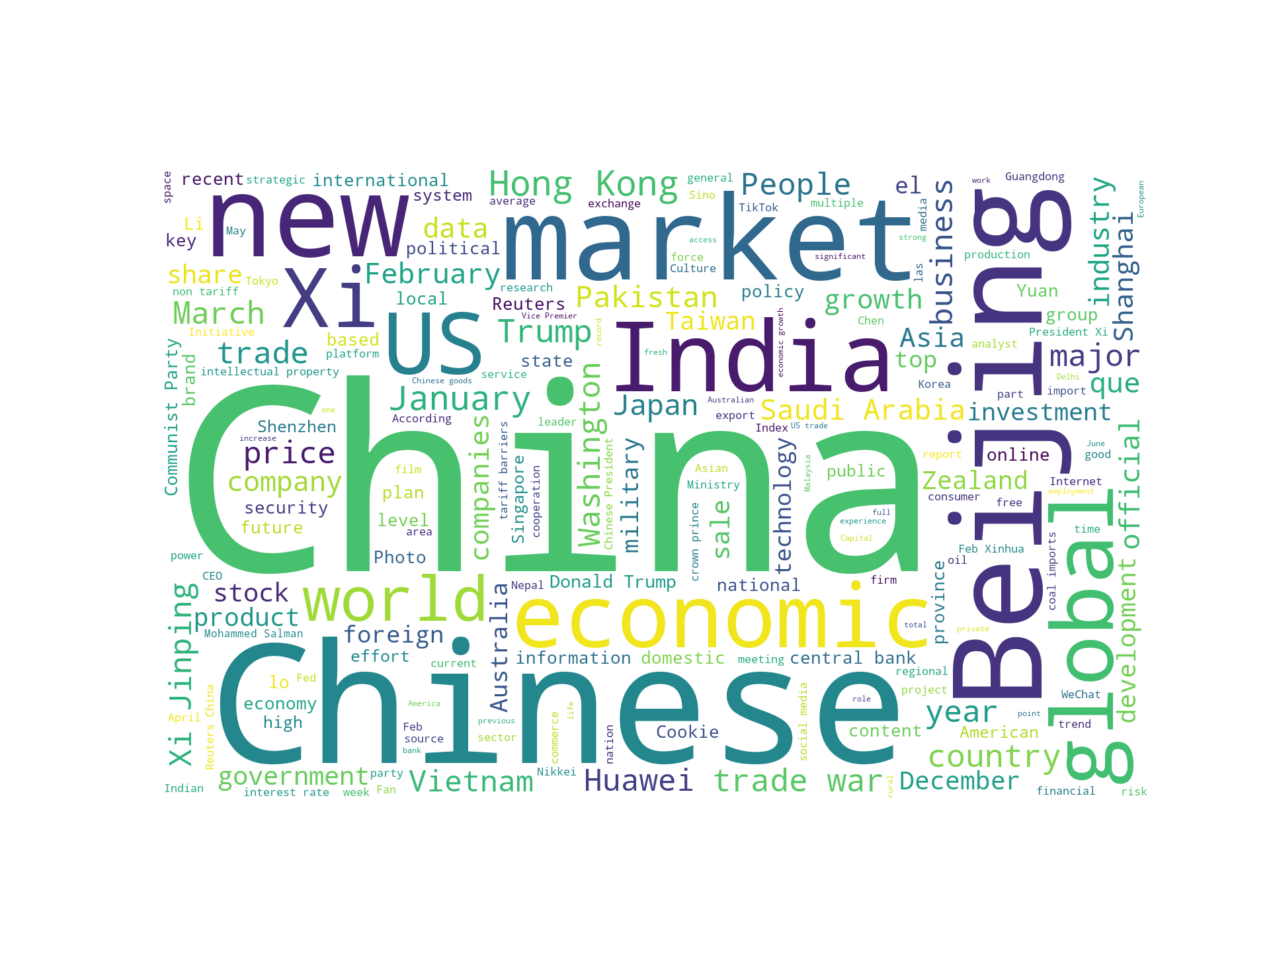 space
recent
strategic
international
system
Hong Kong
general
Sino
People
el
Guangdong
work
European
new
average
exchange
TikTok
multiple
media
business
industry
Shanghai
Li
key
May
data
political
market
access
force
Culture
significant
strong
las
production
Beijing
share
Tokyo
non tariff
Xi
February
local
research
Reuters
Vice Premier
Pakistan
policy
growth
Yuan
group
March
Initiative
US
Trump
record
Taiwan
Chen
Asia
President Xi
analyst
major
trade
based
platform
intellectual property
Communist Party
brand
state
fresh
India
economic growth
top
Korea
Delhi
part
import
que
Chinese goods
service
January
According
Washington
Japan
Australian
export
Index
US trade
Saudi Arabia
investment
one
Shenzhen
increase
price
China
leader
companies
tariff barriers
Singapore
cooperation
Chinese President
military
Asian
Ministry
sale
crown prince
technology
Malaysia
public
report
online
June
good
official
company
film
plan
security
future
level
area
Photo
full
experience
Capital
Zealand
consumer
free
Internet
employment
time
Feb Xinhua
oil
coal imports
global
development
power
CEO
stock
world
Nepal
Donald Trump
national
firm
province
private
product
Mohammed Salman
foreign
effort
Australia
economic
total
Xi Jinping
Chinese
current
information
domestic
meeting
central bank
regional
project
WeChat
lo
Fed
economy
high
April
Reuters China
America
Feb
source
bank
previous
sector
commerce
life
nation
Cookie
social media
role
content
year
American
point
trend
country
government
party
Indian
interest rate
week
Fan
Vietnam
Nikkei
Huawei
trade war
rural
December
financial
risk